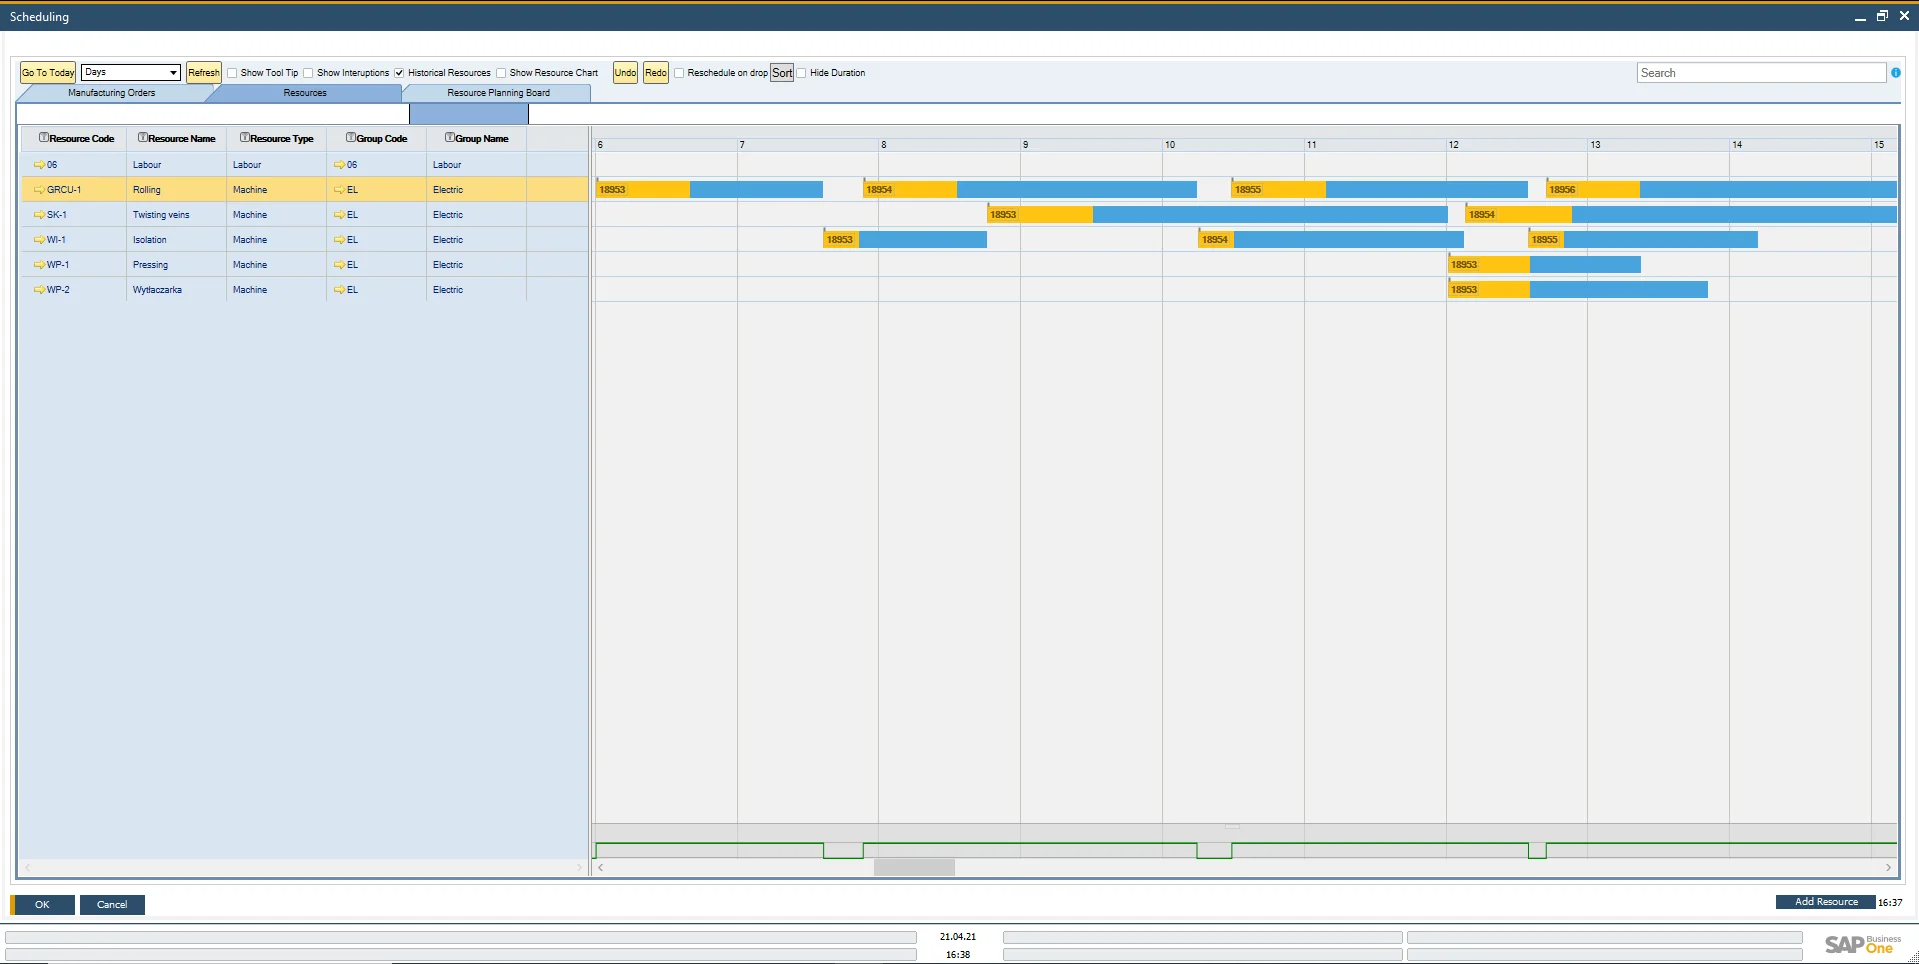 Scheduling
Go To Today Days Refresh Show Tool Tip Show Interuptions Historical Resources Show Resource Chart Undo Redo Reschedule on drop Sort Hide Duration Search
Manufacturing Orders Resources Resource Planning Board
Resource Code Resource Name Resource Type Group Code Group Name
6 7 8 9 10 11 12 13 14 15
06 Labour Labour 06 Labour
GRCU-1 Rolling Machine EL Electric 18953 18954 18955 18956
SK-1 Twisting veins Machine EL Electric 18953 18954
WI-1 Isolation Machine EL Electric 18953 18954 18955
WP-1 Pressing Machine EL Electric 18953
WP-2 Wytłaczarka Machine EL Electric 18953
OK Cancel Add Resource 16:37
21.04.21
16:38
SAP Business One